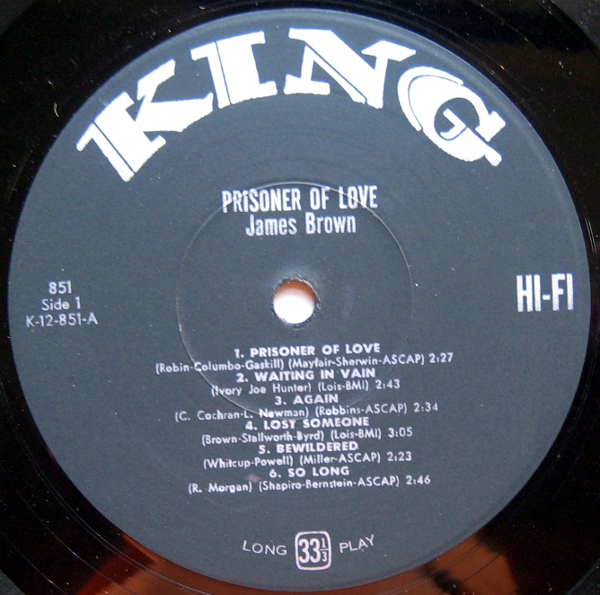 KING
PRISONER OF LOVE
James Brown
851
Side 1
K-12-851-A
HI-FI
1. PRISONER OF LOVE
(Robin-Columbo-Gaskill) (Mayfair-Sherwin-ASCAP) 2:27
2. WAITING IN VAIN
(Ivory Joe Hunter) (Lois-BMI) 2:43
3. AGAIN
(C. Cochran-L. Newman) (Robbins-ASCAP) 2:34
4. LOST SOMEONE
(Brown-Stallworth-Byrd) (Lois-BMI) 3:05
5. BEWILDERED
(Whitcup-Powell) (Miller-ASCAP) 2:23
6. SO LONG
(R. Morgan) (Shapiro-Bernstein-ASCAP) 2:46
LONG 33 1/3 PLAY